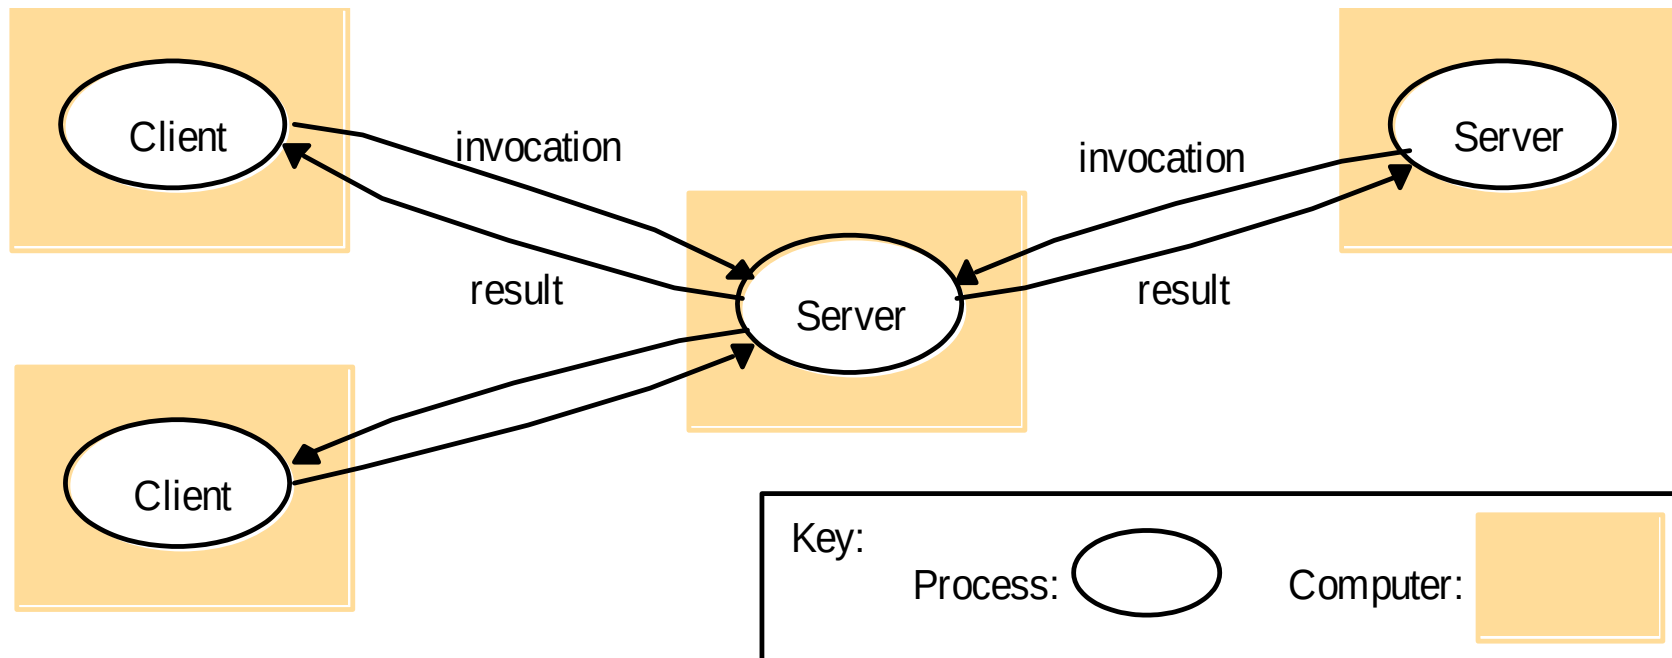 Client
invocation
result
Server
invocation
result
Server
Client
Key:
Process:
Computer: